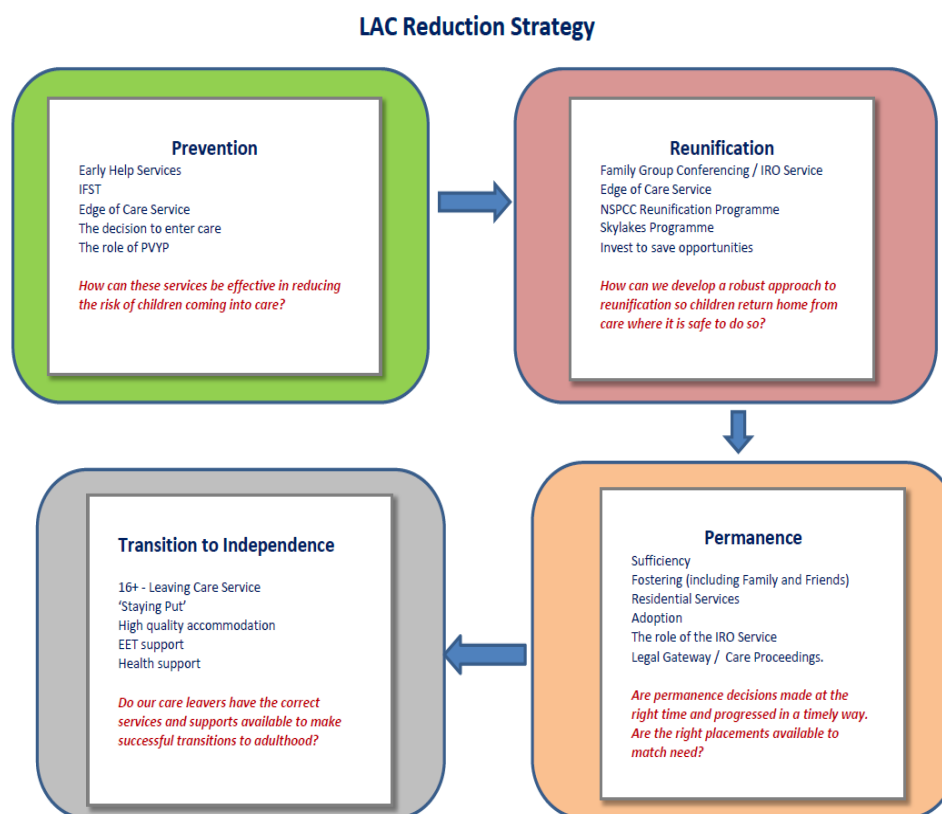 LAC Reduction Strategy
Prevention
Early Help Services
IFST
Edge of Care Service
The decision to enter care
The role of PVYP
How can these services be effective in reducing
the risk of children coming into care?
Reunification
Family Group Conferencing / IRO Service
Edge of Care Service
NSPCC Reunification Programme
Skylakes Programme
Invest to save opportunities
How can we develop a robust approach to
reunification so children return home from
care where it is safe to do so?
Transition to Independence
16+ - Leaving Care Service
‘Staying Put’
High quality accommodation
EET support
Health support
Do our care leavers have the correct
services and supports available to make
successful transitions to adulthood?
Permanence
Sufficiency
Fostering (including Family and Friends)
Residential Services
Adoption
The role of the IRO Service
Legal Gateway / Care Proceedings.
Are permanence decisions made at the
right time and progressed in a timely way.
Are the right placements available to
match need?